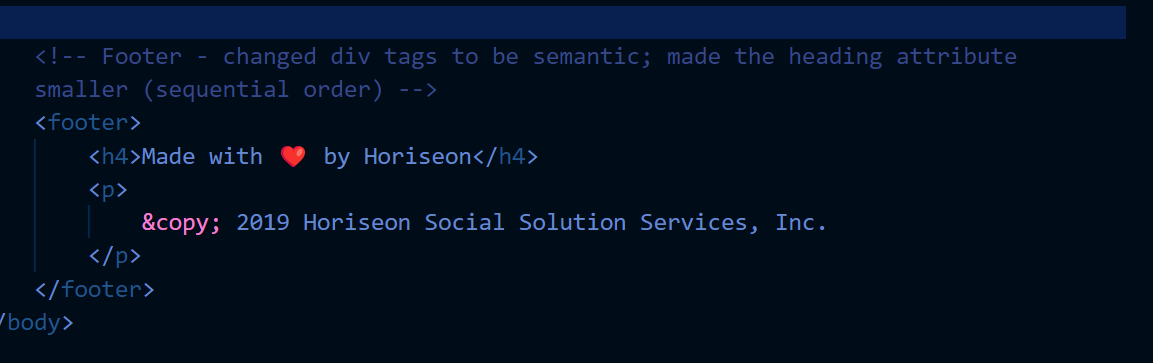 <!-- Footer - changed div tags to be semantic; made the heading attribute
smaller (sequential order) -->
<footer>
<h4>Made with ❤️ by Horiseon</h4>
<p>
&copy; 2019 Horiseon Social Solution Services, Inc.
</p>
</footer>
/body>